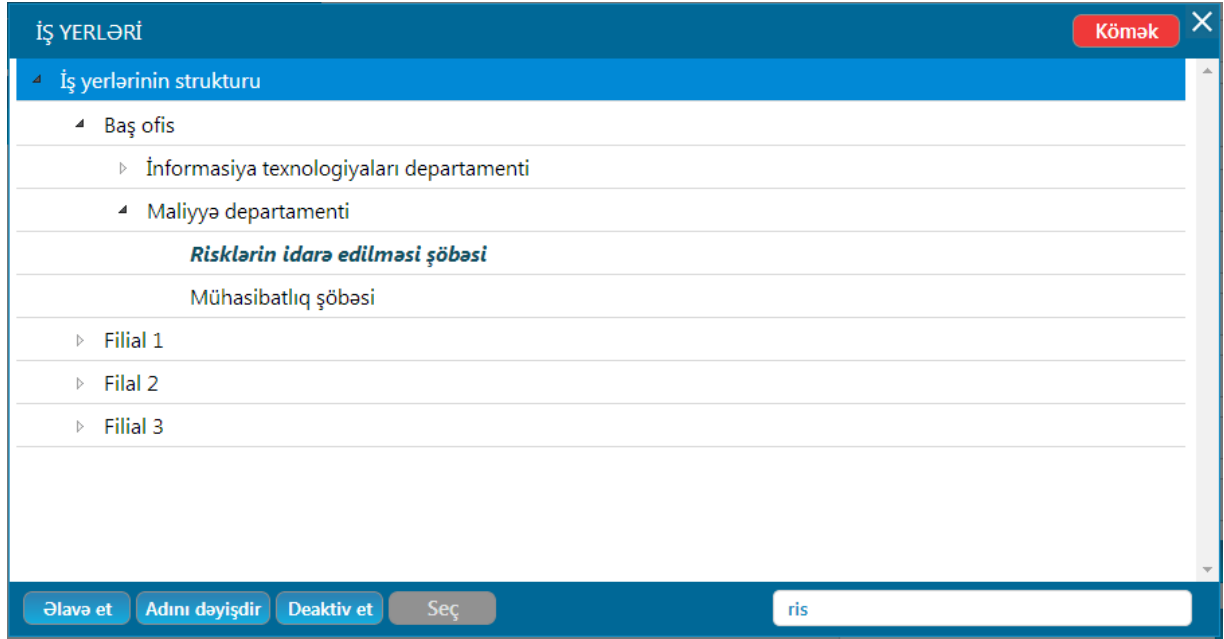 İŞ YERLƏRİ Kömək
İş yerlərinin strukturu
Baş ofis
İnformasiya texnologiyaları departamenti
Maliyyə departamenti
Risklərin idarə edilməsi şöbəsi
Mühasibatlıq şöbəsi
Filial 1
Filal 2
Filial 3
Əlavə et Adını dəyişdir Deaktiv et Seç ris